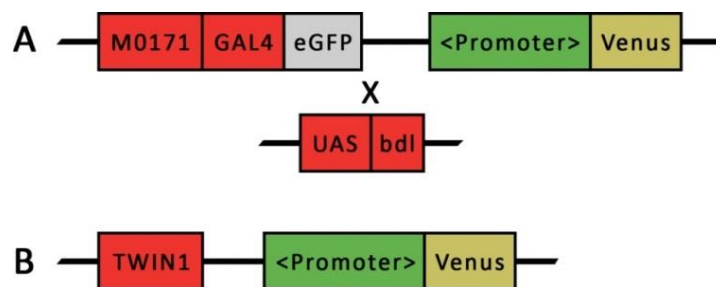 A M0171 GAL4 eGFP <Promoter> Venus
X
UAS bdl
B TWIN1 <Promoter> Venus